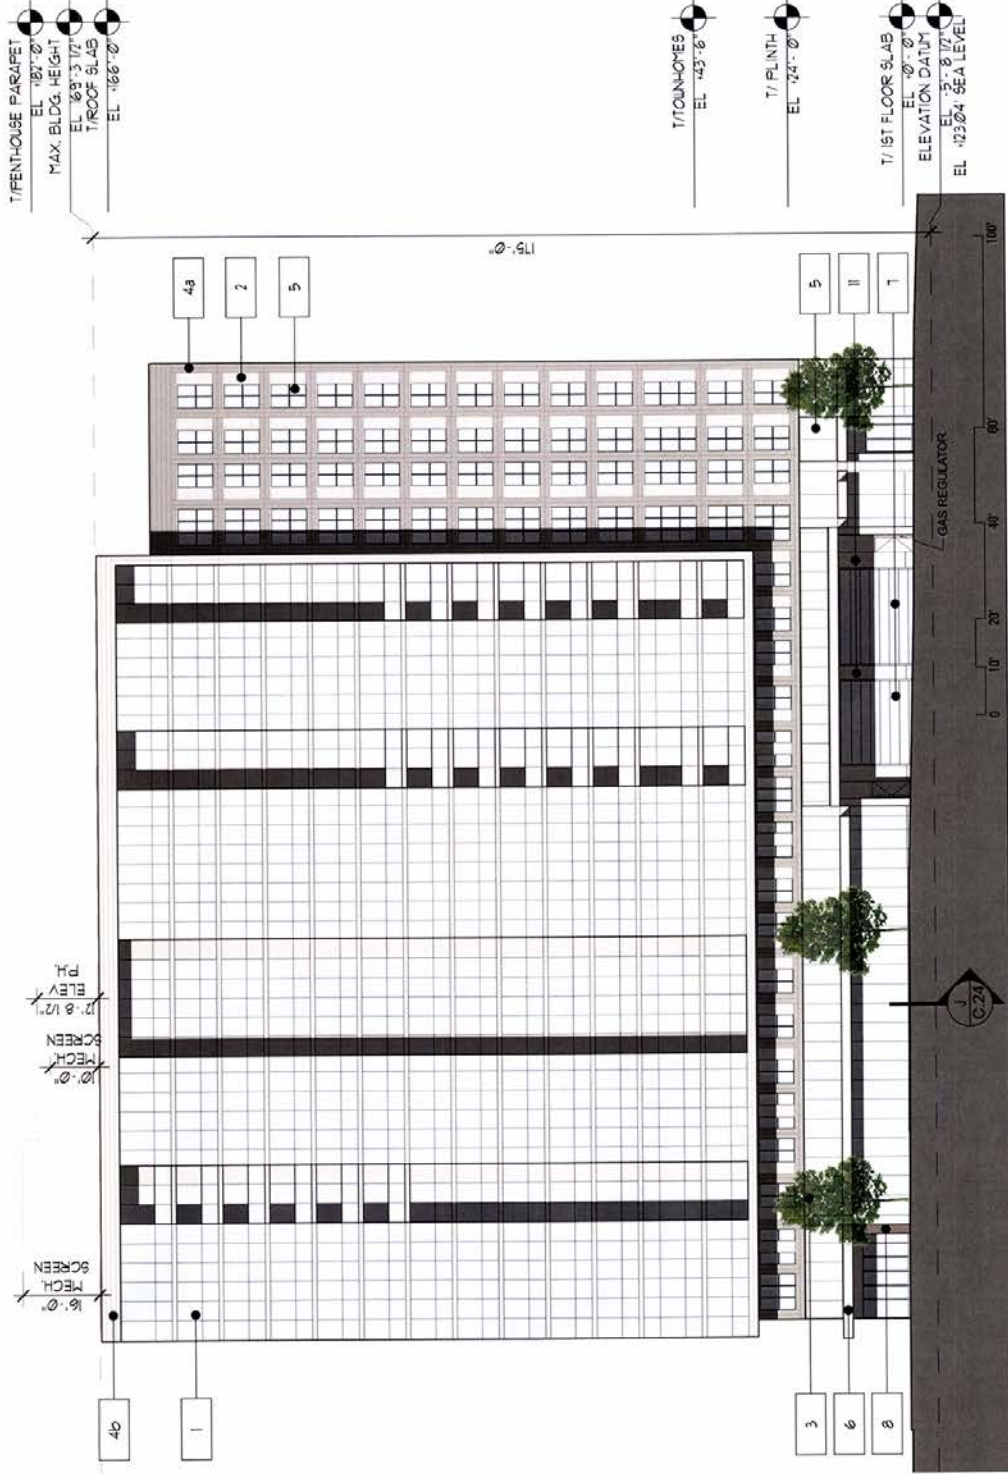 T/PENTHOUSE PARAPET
EL +182'-0"
MAX. BLDG. HEIGHT
EL 169'-3 1/2"
T/ROOF SLAB
EL +166'-0"
T/TOWNHOMES
EL +43'-6"
T/ PLINTH
EL +24'-0"
T/ 1ST FLOOR SLAB
EL +0'-0"
ELEVATION DATUM
EL -5'-8 1/2"
EL +123.04' SEA LEVEL
175'-0"
4a
2
5
5
11
7
16'-0"
MECH.
SCREEN
10'-0"
MECH.
SCREEN
12'-8 1/2"
ELEV
P.H.
4b
1
3
6
8
GAS REGULATOR
J
C.24
0
10'
20'
40'
60'
100'